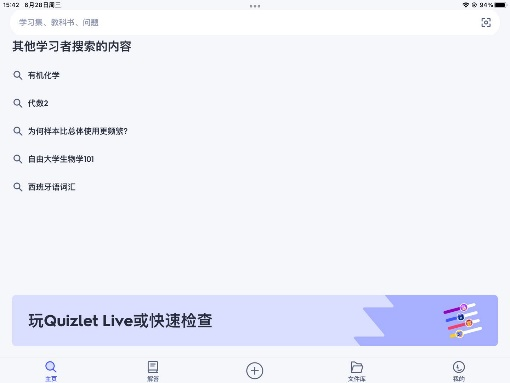 15:42 6月28日周三
94%
学习集、教科书、问题
其他学习者搜索的内容
有机化学
代数2
为何样本比总体使用更频繁?
自由大学生物学101
西班牙语词汇
玩Quizlet Live或快速检查
主页
解答
文件库
我的